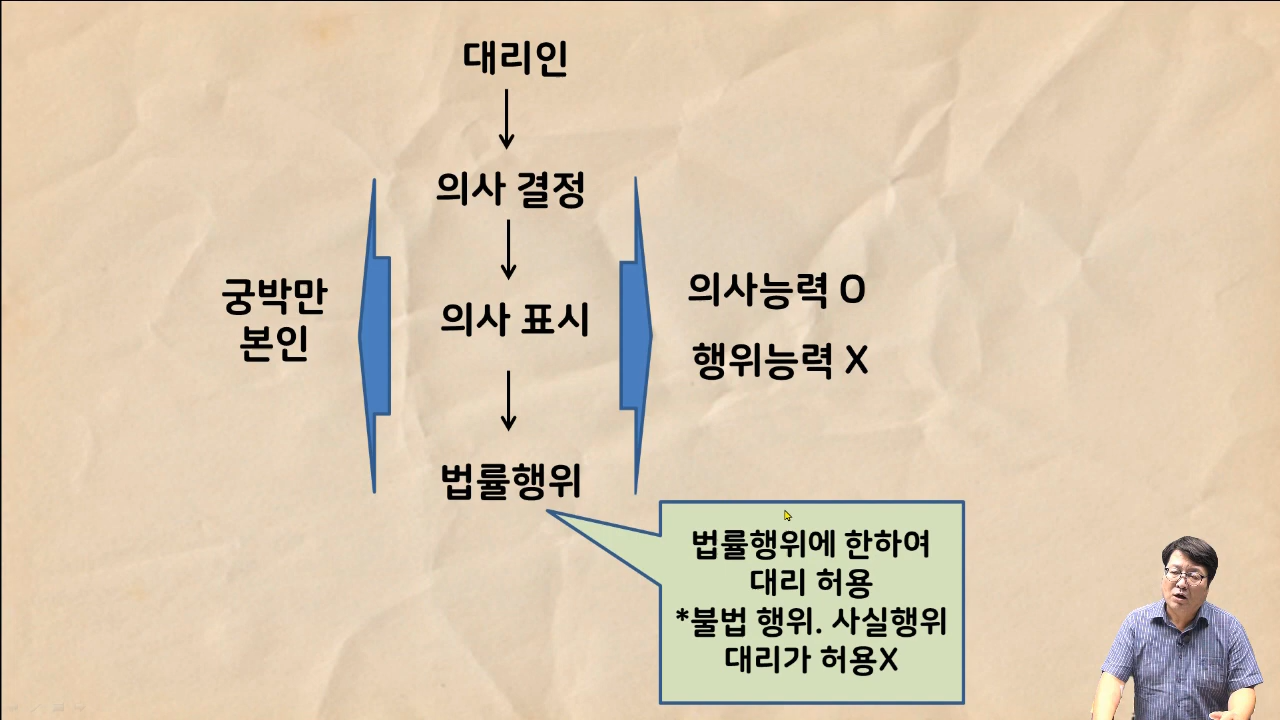 대리인
의사 결정
궁박만
본인
의사 표시
의사능력 O
행위능력 X
법률행위
법률행위에 한하여
대리 허용
*불법 행위. 사실행위
대리가 허용X